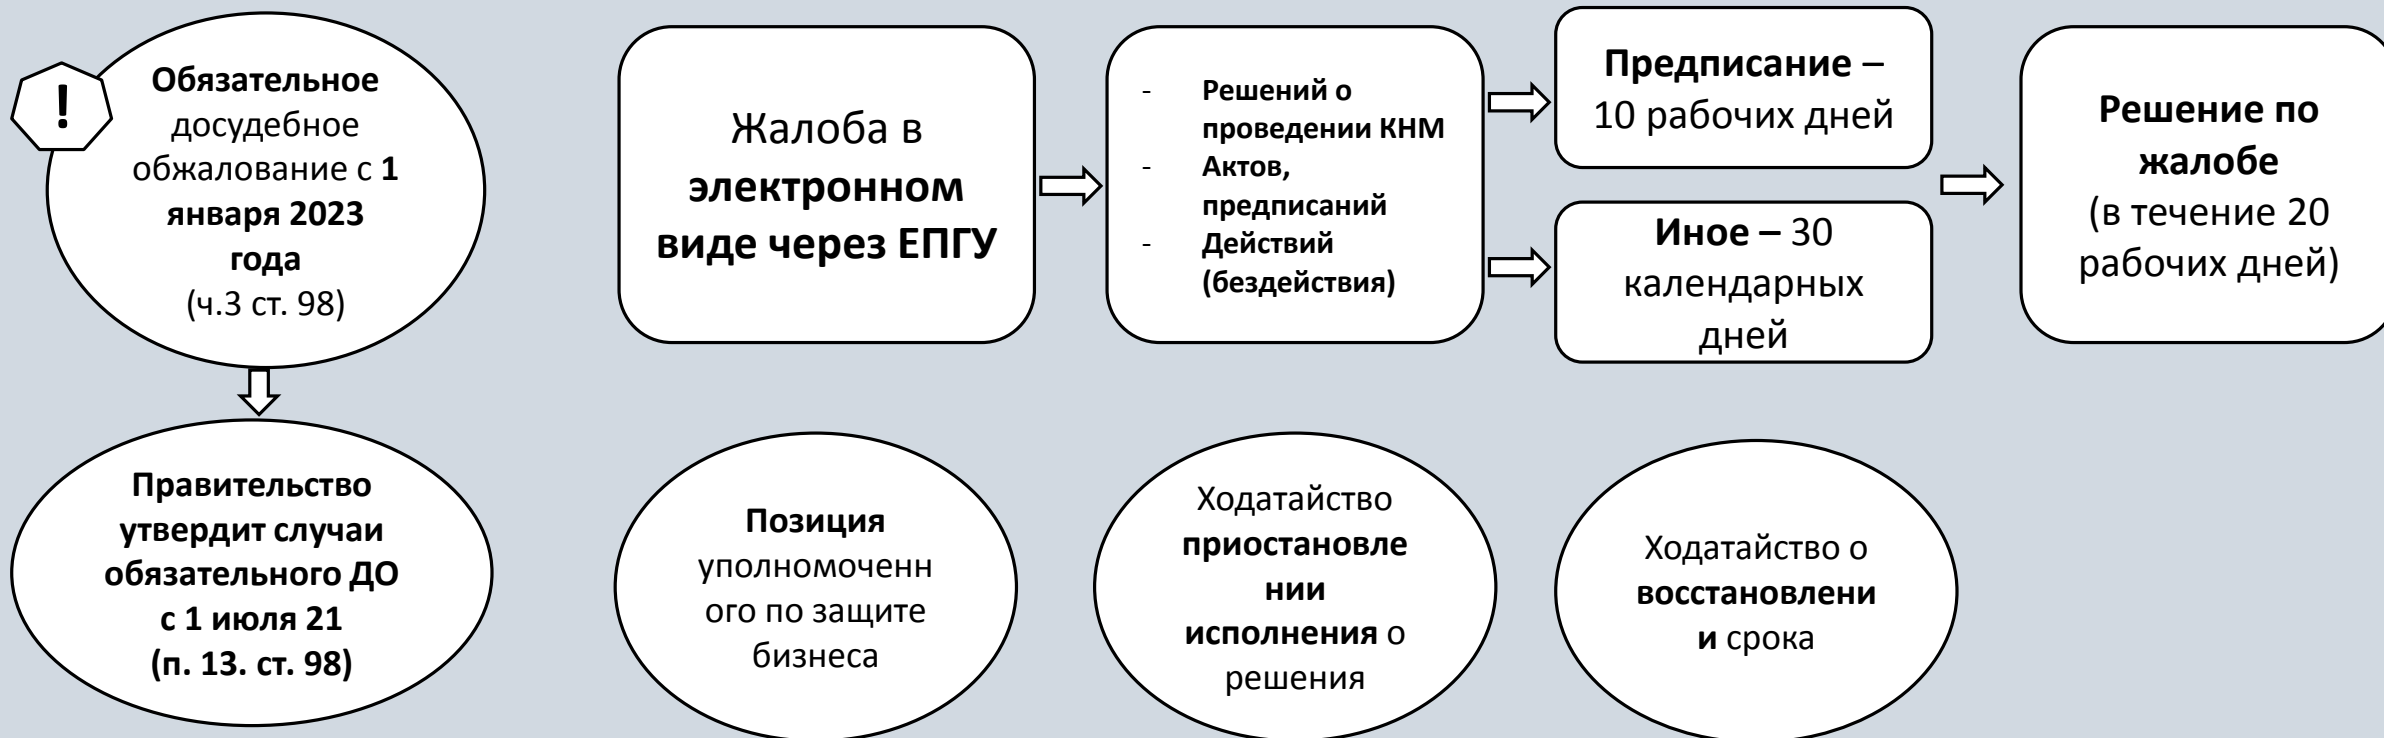 !
Обязательное
досудебное
обжалование с 1
января 2023
года
(ч.3 ст. 98)
Жалоба в
электронном
виде через ЕПГУ
- Решений о
проведении КНМ
- Актов,
предписаний
- Действий
(бездействия)
Предписание –
10 рабочих дней
Иное – 30
календарных
дней
Решение по
жалобе
(в течение 20
рабочих дней)
Правительство
утвердит случаи
обязательного ДО
с 1 июля 21
(п. 13. ст. 98)
Позиция
уполномоченн
ого по защите
бизнеса
Ходатайство
приостановле
нии
исполнения о
решения
Ходатайство о
восстановлени
и срока